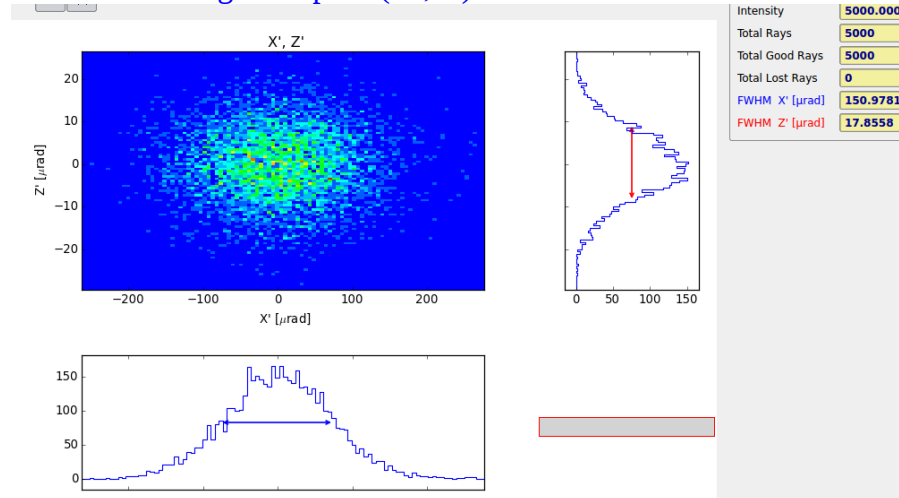 X', Z'
20
10
0
−10
−20
Z' [μrad]
−200 −100 0 100 200
X' [μrad]
0 50 100 150
150
100
50
0
Intensity 5000.000
Total Rays 5000
Total Good Rays 5000
Total Lost Rays 0
FWHM X' [μrad] 150.9781
FWHM Z' [μrad] 17.8558